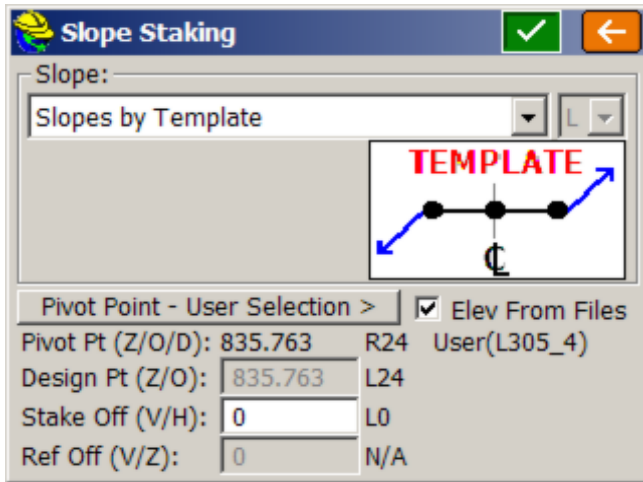 Slope Staking
Slope:
Slopes by Template L
TEMPLATE
℄
Pivot Point - User Selection > Elev From Files
Pivot Pt (Z/O/D): 835.763 R24 User(L305_4)
Design Pt (Z/O): 835.763 L24
Stake Off (V/H): 0 L0
Ref Off (V/Z): 0 N/A